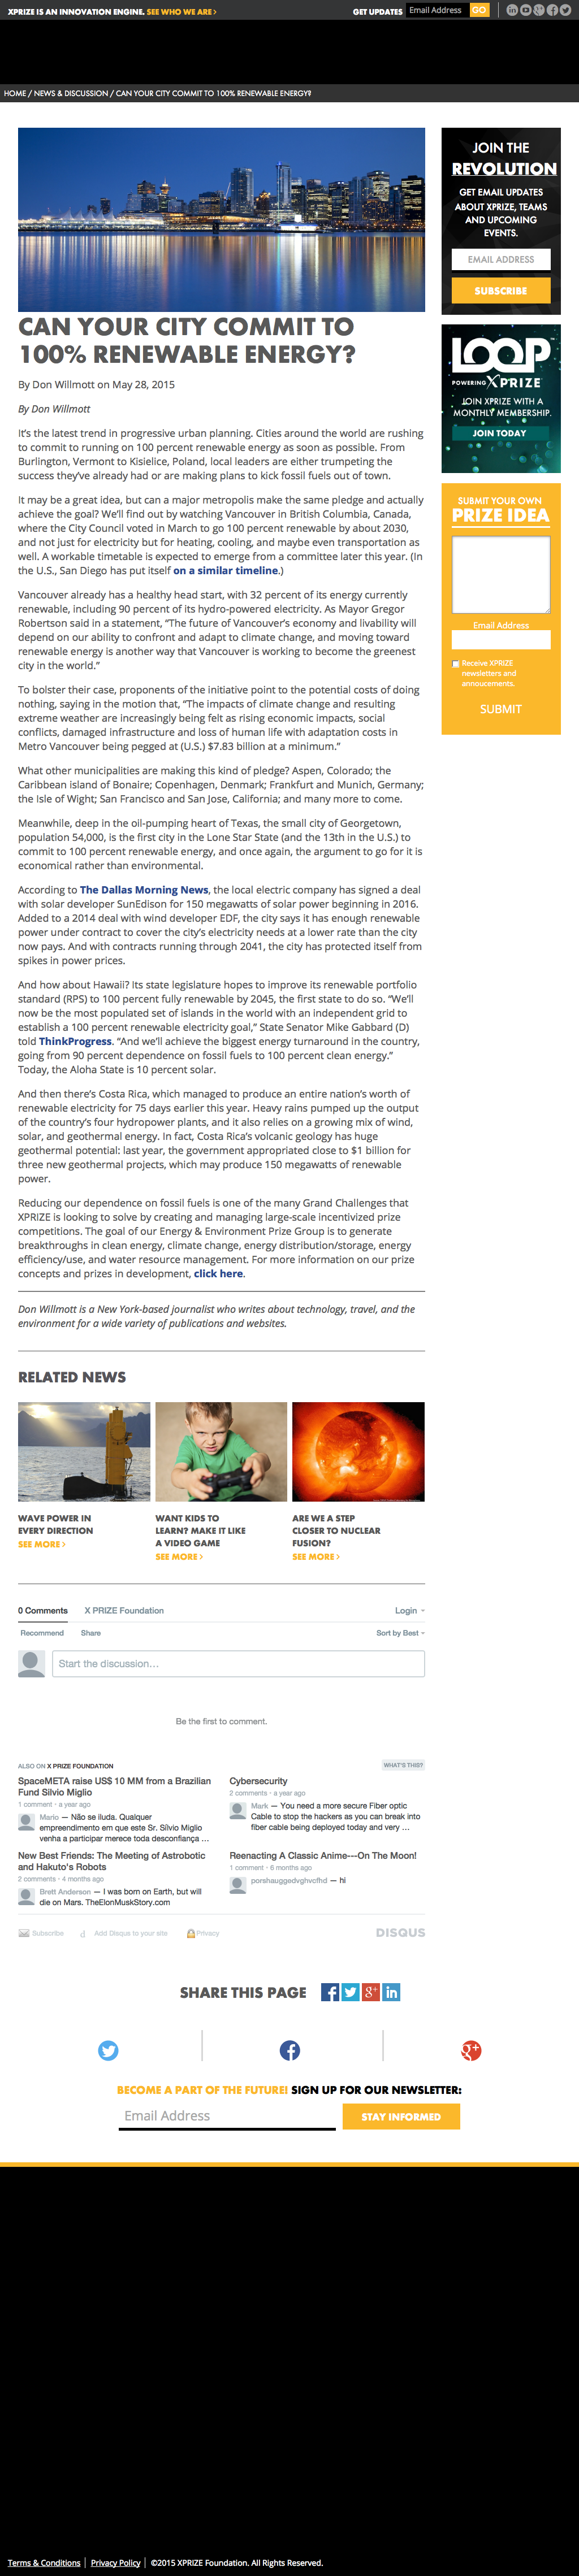 XPRIZE IS AN INNOVATION ENGINE. SEE WHO WE ARE >
GET UPDATES Email Address GO
HOME / NEWS & DISCUSSION / CAN YOUR CITY COMMIT TO 100% RENEWABLE ENERGY?
CAN YOUR CITY COMMIT TO
100% RENEWABLE ENERGY?
By Don Willmott on May 28, 2015
By Don Willmott
It’s the latest trend in progressive urban planning. Cities around the world are rushing
to commit to running on 100 percent renewable energy as soon as possible. From
Burlington, Vermont to Kisielice, Poland, local leaders are either trumpeting the
success they’ve already had or are making plans to kick fossil fuels out of town.
It may be a great idea, but can a major metropolis make the same pledge and actually
achieve the goal? We’ll find out by watching Vancouver in British Columbia, Canada,
where the City Council voted in March to go 100 percent renewable by about 2030,
and not just for electricity but for heating, cooling, and maybe even transportation as
well. A workable timetable is expected to emerge from a committee later this year. (In
the U.S., San Diego has put itself on a similar timeline.)
Vancouver already has a healthy head start, with 32 percent of its energy currently
renewable, including 90 percent of its hydro-powered electricity. As Mayor Gregor
Robertson said in a statement, “The future of Vancouver’s economy and livability will
depend on our ability to confront and adapt to climate change, and moving toward
renewable energy is another way Vancouver is working to become the greenest
city in the world.”
To bolster their case, proponents of the initiative point to the potential costs of doing
nothing, saying in the motion that, “The impacts of climate change and resulting
extreme weather are increasingly being felt as rising economic impacts, social
conflicts, damaged infrastructure and loss of human life with adaptation costs in
Metro Vancouver being pegged at (U.S.) $7.83 billion at a minimum.”
What other municipalities are making this kind of pledge? Aspen, Colorado; the
Caribbean island of Bonaire; Copenhagen, Denmark; Frankfurt and Munich, Germany;
the Isle of Wight; San Francisco and San Jose, California; and many more to come.
Meanwhile, deep in the oil-pumping heart of Texas, the small city of Georgetown,
population 54,000, is the first city in the Lone Star State (and the 13th in the U.S.) to
commit to 100 percent renewable energy, and once again, the argument to go for it is
economical rather than environmental.
According to The Dallas Morning News, the local electric company has signed a deal
with solar developer SunEdison for 150 megawatts of solar power beginning in 2016.
Added to a 2014 deal with wind developer EDF, the city says it has enough renewable
power under contract to cover the city’s electricity needs at a lower rate than the city
now pays. And with contracts running through 2041, the city has protected itself from
spikes in power prices.
And how about Hawaii? Its state legislature hopes to improve its renewable portfolio
standard (RPS) to 100 percent fully renewable by 2045, the first state to do so. “We’ll
now be the most populated set of islands in the world with an independent grid to
establish a 100 percent renewable electricity goal,” State Senator Mike Gabbard (D)
told ThinkProgress. “And we’ll achieve the biggest energy turnaround in the country,
going from 90 percent dependence on fossil fuels to 100 percent clean energy.”
Today, the Aloha State is 10 percent solar.
And then there’s Costa Rica, which managed to produce an entire nation’s worth of
renewable electricity for 75 days earlier this year. Heavy rains pumped up the output
of the country’s four hydropower plants, and it also relies on a growing mix of wind,
solar, and geothermal energy. In fact, Costa Rica’s volcanic geology has huge
geothermal potential: last year, the government appropriated close to $1 billion for
three new geothermal projects, which may produce 150 megawatts of renewable
power.
Reducing our dependence on fossil fuels is one of the many Grand Challenges that
XPRIZE is looking to solve by creating and managing large-scale incentivized prize
competitions. The goal of our Energy & Environment Prize Group is to generate
breakthroughs in clean energy, climate change, energy distribution/storage, energy
efficiency/use, and water resource management. For more information on our prize
concepts and prizes in development, click here.
Don Willmott is a New York-based journalist who writes about technology, travel, and the
environment for a wide variety of publications and websites.
JOIN THE
REVOLUTION
GET EMAIL UPDATES
ABOUT XPRIZE, TEAMS
AND UPCOMING
EVENTS.
EMAIL ADDRESS
SUBSCRIBE
LOOP
POWERING XPRIZE
JOIN XPRIZE WITH A
MONTHLY MEMBERSHIP.
JOIN TODAY
SUBMIT YOUR OWN
PRIZE IDEA
Email Address
Receive XPRIZE
newsletters and
annoucements.
SUBMIT
RELATED NEWS
WAVE POWER IN
EVERY DIRECTION
SEE MORE >
WANT KIDS TO
LEARN? MAKE IT LIKE
A VIDEO GAME
SEE MORE >
ARE WE A STEP
CLOSER TO NUCLEAR
FUSION?
SEE MORE >
0 Comments X PRIZE Foundation Login
Recommend Share Sort by Best
Start the discussion…
Be the first to comment.
ALSO ON X PRIZE FOUNDATION WHAT'S THIS?
SpaceMETA raise US$ 10 MM from a Brazilian
Fund Silvio Miglio
1 comment • a year ago
Mario — Não se iluda. Qualquer
empreendimento em que este Sr. Sílvio Miglio
venha a participar merece toda desconfiança …
Cybersecurity
2 comments • a year ago
Mark — You need a more secure Fiber optic
Cable to stop the hackers as you can break into
fiber cable being deployed today and very …
New Best Friends: The Meeting of Astrobotic
and Hakuto's Robots
2 comments • 4 months ago
Brett Anderson — I was born on Earth, but will
die on Mars. TheElonMuskStory.com
Reenacting A Classic Anime---On The Moon!
1 comment • 6 months ago
porshauggedvghvcfhd — hi
Subscribe d Add Disqus to your site Privacy DISQUS
SHARE THIS PAGE
BECOME A PART OF THE FUTURE! SIGN UP FOR OUR NEWSLETTER:
Email Address STAY INFORMED
Terms & Conditions | Privacy Policy | ©2015 XPRIZE Foundation. All Rights Reserved.